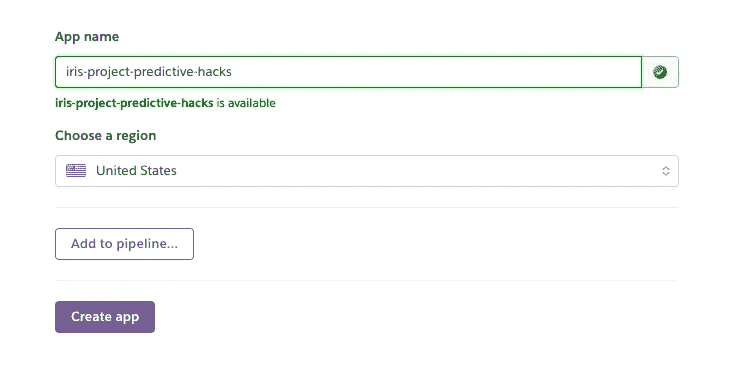 App name
iris-project-predictive-hacks
iris-project-predictive-hacks is available
Choose a region
United States
Add to pipeline...
Create app